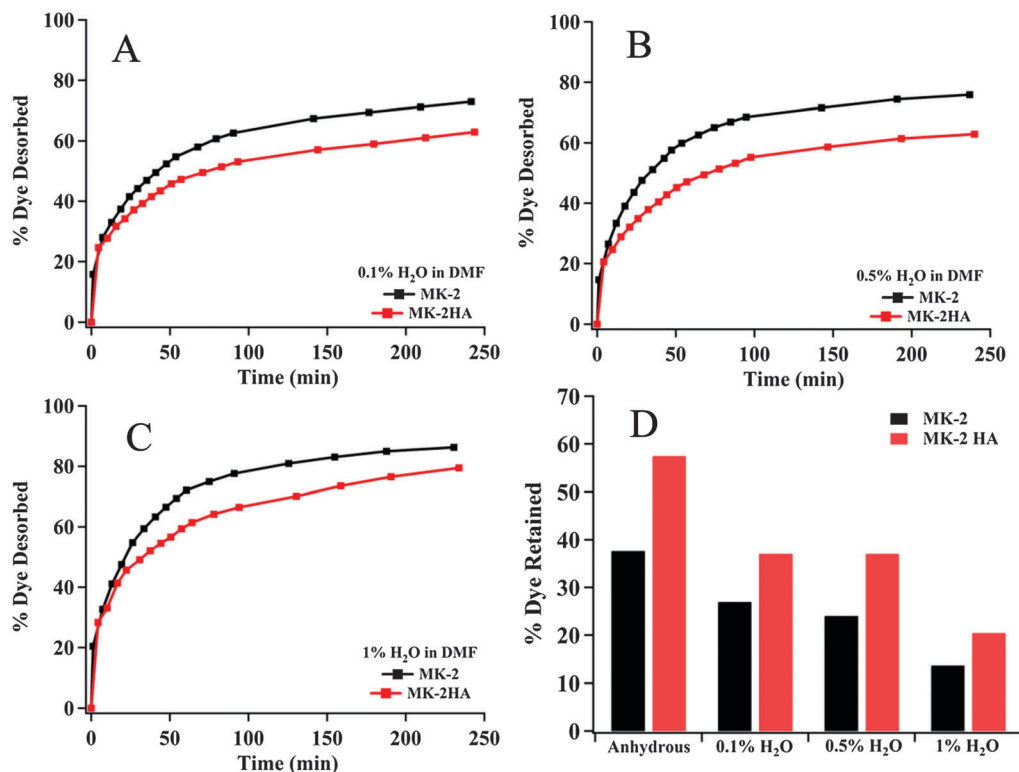 A
% Dye Desorbed
100
80
60
40
20
0
0.1% H₂O in DMF
MK-2
MK-2HA
0 50 100 150 200 250
Time (min)
B
% Dye Desorbed
100
80
60
40
20
0
0.5% H₂O in DMF
MK-2
MK-2HA
0 50 100 150 200 250
Time (min)
C
% Dye Desorbed
100
80
60
40
20
0
1% H₂O in DMF
MK-2
MK-2HA
0 50 100 150 200 250
Time (min)
D
% Dye Retained
70
60
50
40
30
20
10
0
MK-2
MK-2 HA
Anhydrous 0.1% H₂O 0.5% H₂O 1% H₂O